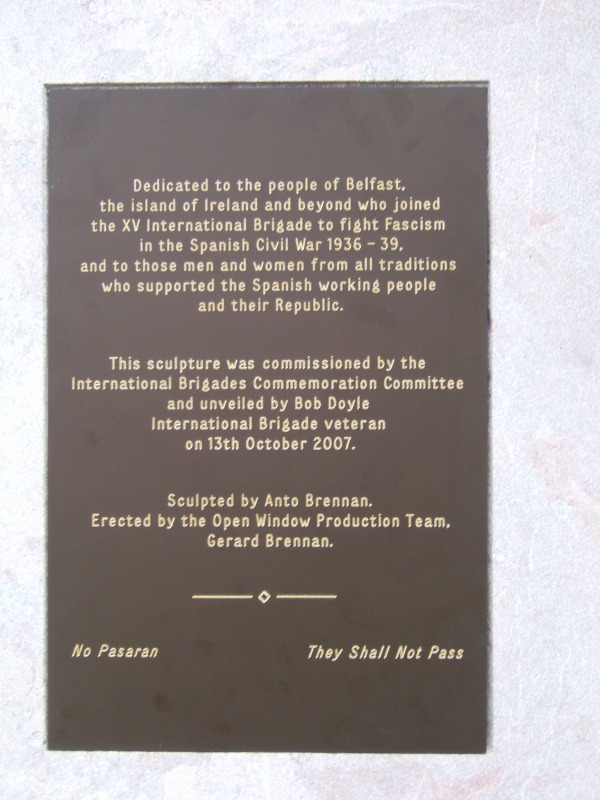 Dedicated to the people of Belfast,
the island of Ireland and beyond who joined
the XV International Brigade to fight Fascism
in the Spanish Civil War 1936 – 39,
and to those men and women from all traditions
who supported the Spanish working people
and their Republic.
This sculpture was commissioned by the
International Brigades Commemoration Committee
and unveiled by Bob Doyle
International Brigade veteran
on 13th October 2007.
Sculpted by Anto Brennan.
Erected by the Open Window Production Team,
Gerard Brennan.
No Pasaran They Shall Not Pass